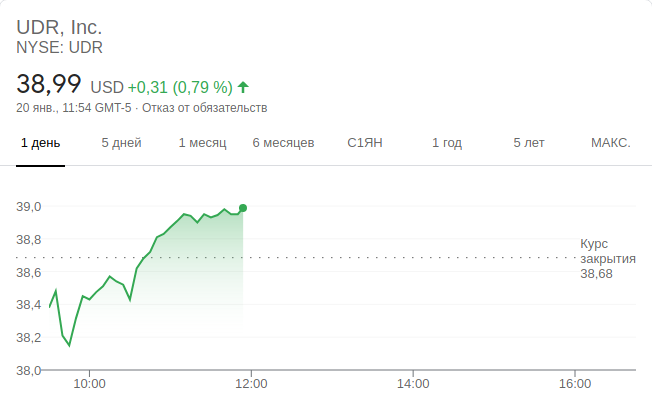 UDR, Inc.
NYSE: UDR
38,99 USD +0,31 (0,79 %)
20 янв., 11:54 GMT-5 · Отказ от обязательств
1 день 5 дней 1 месяц 6 месяцев С1ЯН 1 год 5 лет МАКС.
39,0
38,8
38,6
38,4
38,2
38,0
Курс
закрытия
38,68
10:00 12:00 14:00 16:00